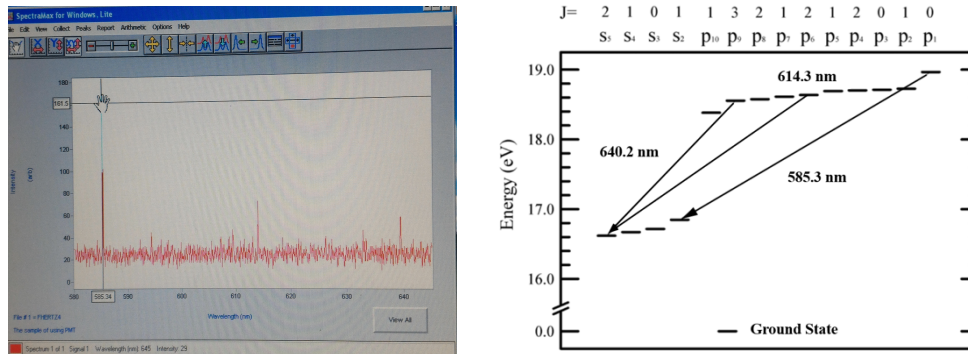 SpectraMax for Windows, Lite
File Edit View Collect Peaks Report Arithmetic Options Help
180
181.5
140
120
100
80
60
40
20
0
Intensity
(arb)
580
585.34
590
600
610
620
630
640
Wavelength (nm)
File # 1 = FHERTZ4
The sample of using PMT
View All
Spectrum 1 of 1 Signal 1 Wavelength (nm) 645 Intensity: 29
J= 2 1 0 1 1 3 2 1 2 1 2 0 1 0
s5 s4 s3 s2 p10 p9 p8 p7 p6 p5 p4 p3 p2 p1
19.0
18.0
17.0
16.0
0.0
Energy (eV)
614.3 nm
640.2 nm
585.3 nm
Ground State